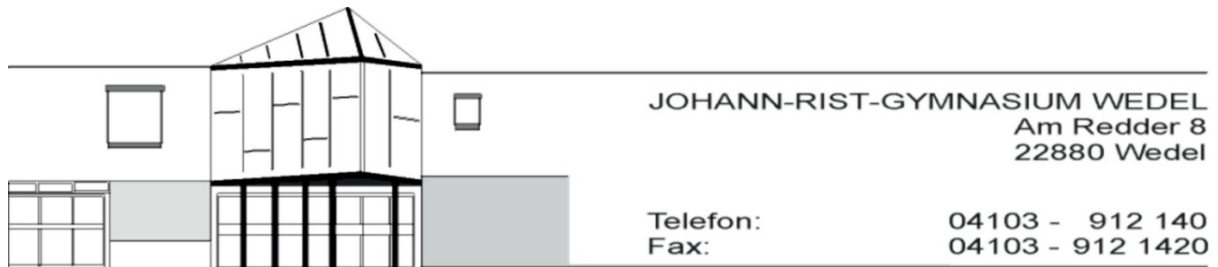 JOHANN-RIST-GYMNASIUM WEDEL
Am Redder 8
22880 Wedel
Telefon: 04103 - 912 140
Fax: 04103 - 912 1420